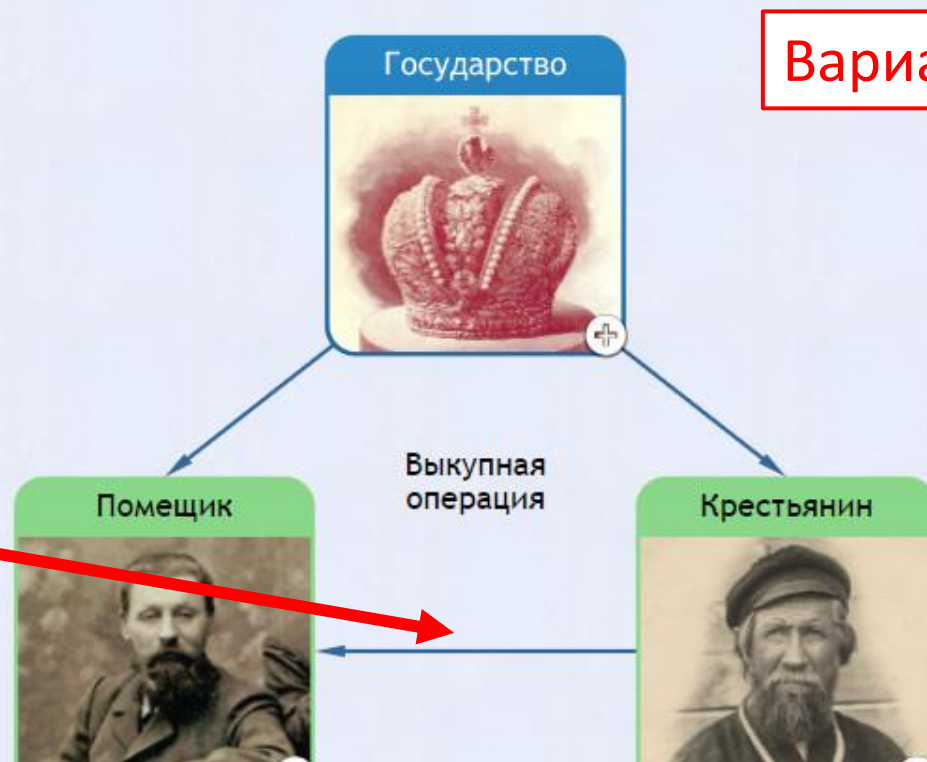 Государство
Выкупная
операция
Помещик
Крестьянин